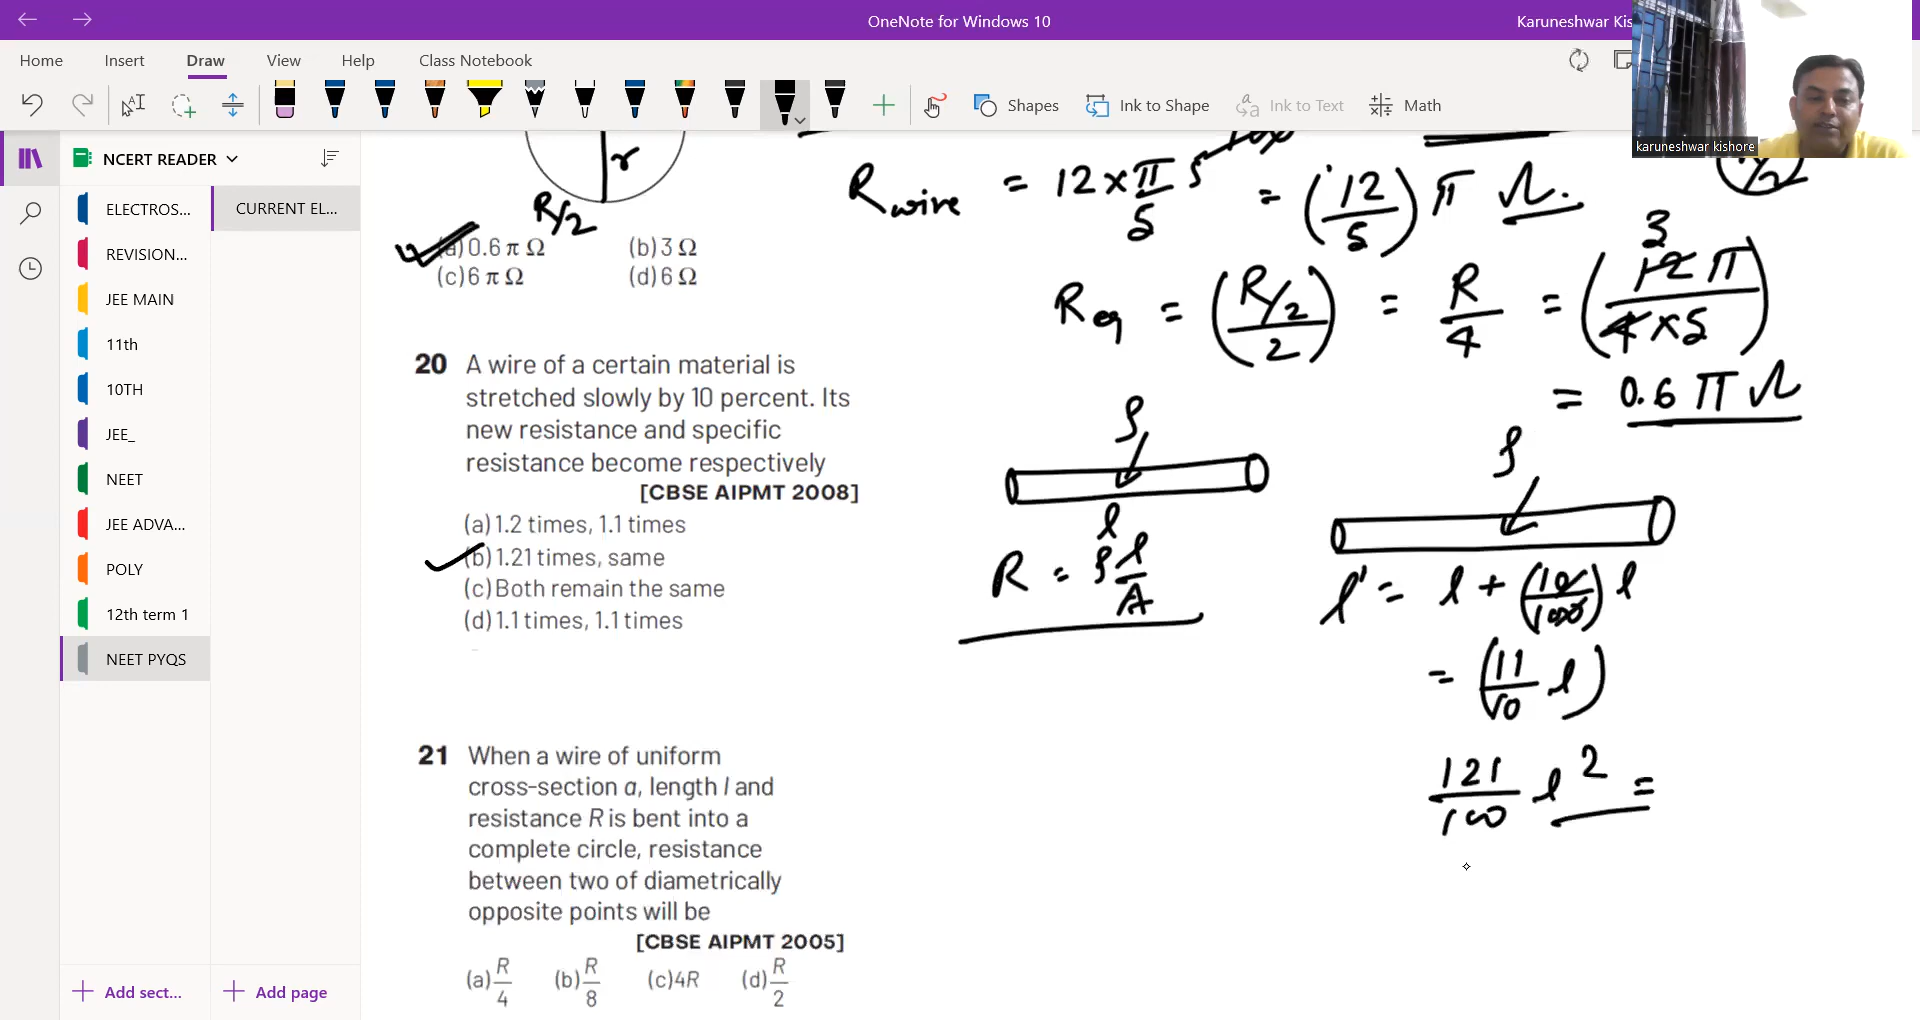 OneNote for Windows 10
Karuneshwar Kis
Home Insert Draw View Help Class Notebook
Shapes Ink to Shape Ink to Text Math
karuneshwar kishore
NCERT READER
ELECTROS...
REVISION...
JEE MAIN
11th
10TH
JEE_
NEET
JEE ADVA...
POLY
12th term 1
NEET PYQS
CURRENT EL...
Add sect...
Add page
r
R/2
(a) 0.6 π Ω (b) 3 Ω
(c) 6 π Ω (d) 6 Ω
20 A wire of a certain material is
stretched slowly by 10 percent. Its
new resistance and specific
resistance become respectively
[CBSE AIPMT 2008]
(a) 1.2 times, 1.1 times
(b) 1.21 times, same
(c) Both remain the same
(d) 1.1 times, 1.1 times
21 When a wire of uniform
cross-section a, length l and
resistance R is bent into a
complete circle, resistance
between two of diametrically
opposite points will be
[CBSE AIPMT 2005]
(a) R/4 (b) R/8 (c) 4R (d) R/2
R wire = 12 × π/5 = (12/5) π Ω.
3
R eq = (R/2 / 2) = R/4 = (12 π / 4×5)
= 0.6 π Ω
ρ
l
R = ρ l/A
ρ
l' = l + (10/100) l
= (11/10 l)
121/100 l² =